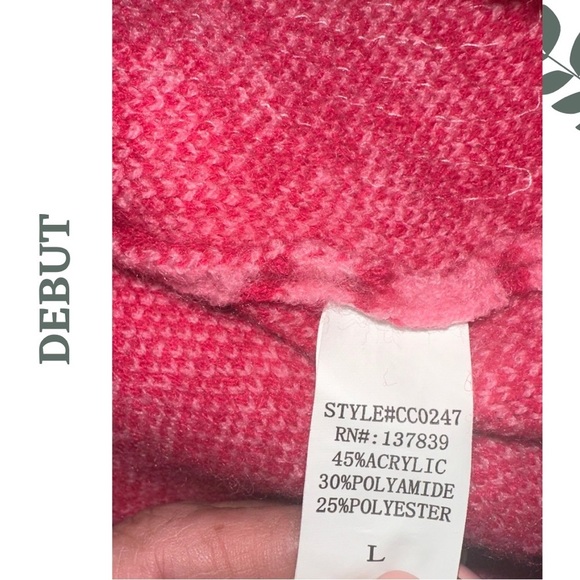 DEBUT
STYLE#CC0247
RN#: 137839
45%ACRYLIC
30%POLYAMIDE
25%POLYESTER
L